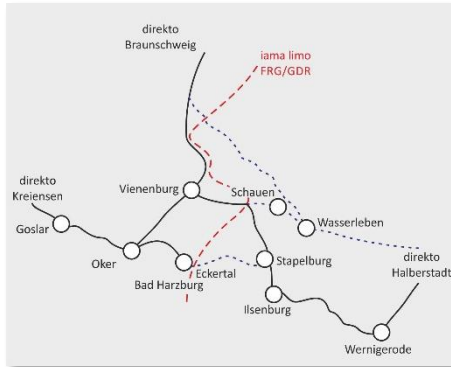 direkto
Braunschweig
iama limo
FRG/GDR
direkto
Kreiensen
Vienenburg
Schauen
Goslar
Wasserleben
Oker
Eckertal
Stapelburg
direkto
Halberstadt
Bad Harzburg
Ilsenburg
Wernigerode